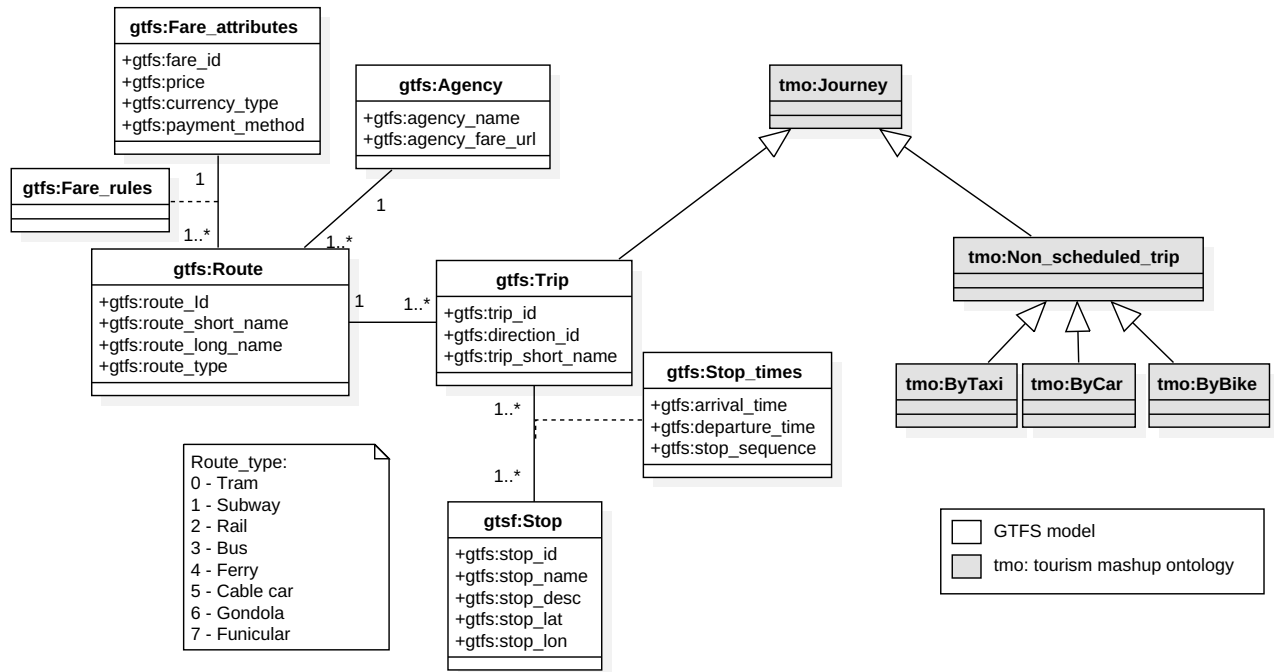 gtfs:Fare_attributes
+gtfs:fare_id
+gtfs:price
+gtfs:currency_type
+gtfs:payment_method
gtfs:Agency
+gtfs:agency_name
+gtfs:agency_fare_url
tmo:Journey
gtfs:Fare_rules
1
1..*
1
1..*
gtfs:Route
+gtfs:route_Id
+gtfs:route_short_name
+gtfs:route_long_name
+gtfs:route_type
1
1..*
gtfs:Trip
+gtfs:trip_id
+gtfs:direction_id
+gtfs:trip_short_name
tmo:Non_scheduled_trip
tmo:ByTaxi
tmo:ByCar
tmo:ByBike
gtfs:Stop_times
+gtfs:arrival_time
+gtfs:departure_time
+gtfs:stop_sequence
1..*
1..*
Route_type:
0 - Tram
1 - Subway
2 - Rail
3 - Bus
4 - Ferry
5 - Cable car
6 - Gondola
7 - Funicular
gtsf:Stop
+gtfs:stop_id
+gtfs:stop_name
+gtfs:stop_desc
+gtfs:stop_lat
+gtfs:stop_lon
GTFS model
tmo: tourism mashup ontology